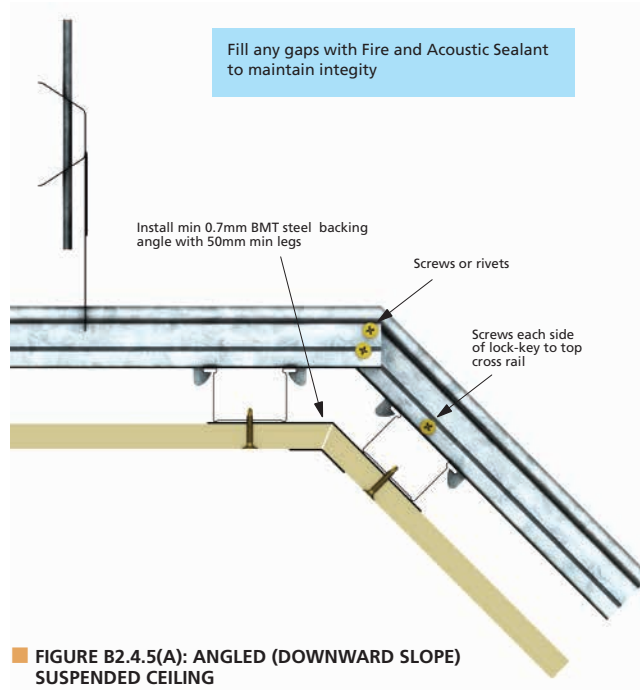 Fill any gaps with Fire and Acoustic Sealant
to maintain integity
Install min 0.7mm BMT steel backing
angle with 50mm min legs
Screws or rivets
Screws each side
of lock-key to top
cross rail
FIGURE B2.4.5(A): ANGLED (DOWNWARD SLOPE)
SUSPENDED CEILING